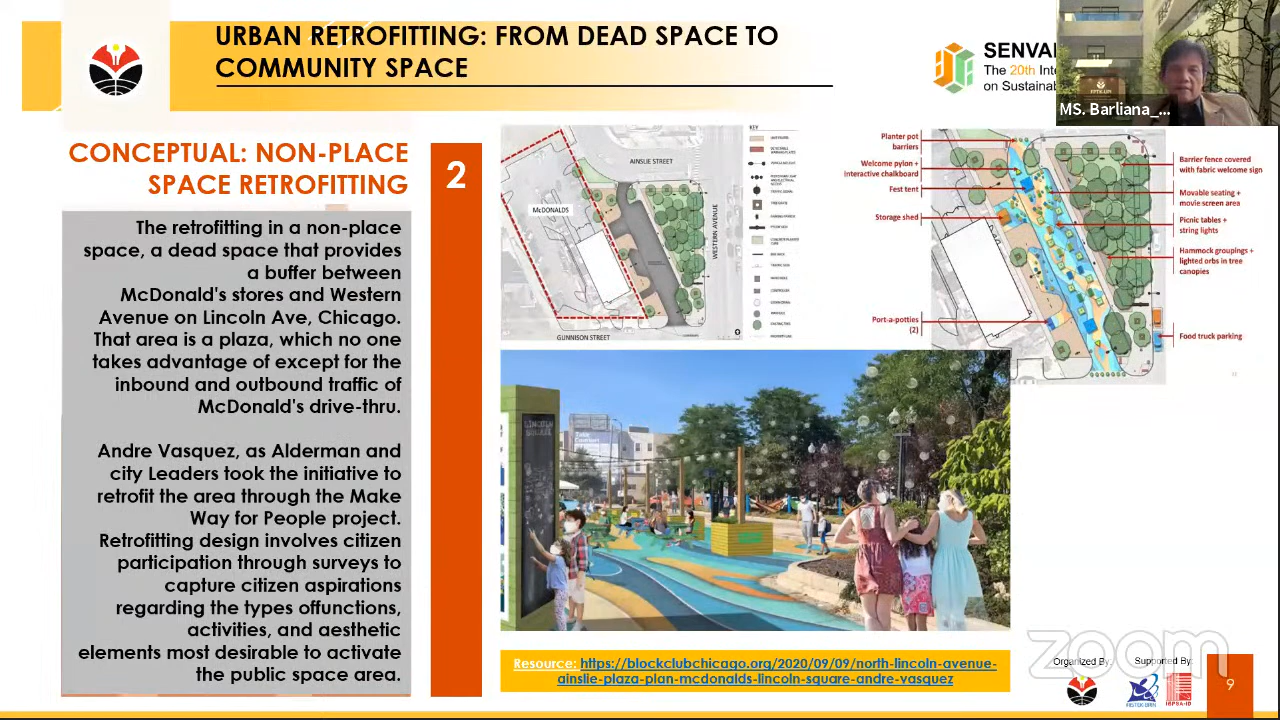 URBAN RETROFITTING: FROM DEAD SPACE TO
COMMUNITY SPACE
SENVAR
The 20th Inte
on Sustainab
MS. Barliana_...
CONCEPTUAL: NON-PLACE
SPACE RETROFITTING
2
The retrofitting in a non-place
space, a dead space that provides
a buffer between
McDonald's stores and Western
Avenue on Lincoln Ave, Chicago.
That area is a plaza, which no one
takes advantage of except for the
inbound and outbound traffic of
McDonald's drive-thru.
Andre Vasquez, as Alderman and
city Leaders took the initiative to
retrofit the area through the Make
Way for People project.
Retrofitting design involves citizen
participation through surveys to
capture citizen aspirations
regarding the types offunctions,
activities, and aesthetic
elements most desirable to activate
the public space area.
AINSLIE STREET
McDONALDS
WESTERN AVENUE
GUNNISON STREET
KEY
Planter pot
barriers
Welcome pylon +
Interactive chalkboard
Fest tent
Storage shed
Port-a-potties
(2)
Barrier fence covered
with fabric welcome sign
Movable seating +
movie screen area
Picnic tables +
string lights
Hammock groupings +
lighted orbs in tree
canopies
Food truck parking
LINCOLN
SQUARE
Resource: https://blockclubchicago.org/2020/09/09/north-lincoln-avenue-
ainslie-plaza-plan-mcdonalds-lincoln-square-andre-vasquez
zoom
Organized By:
Supported By:
9